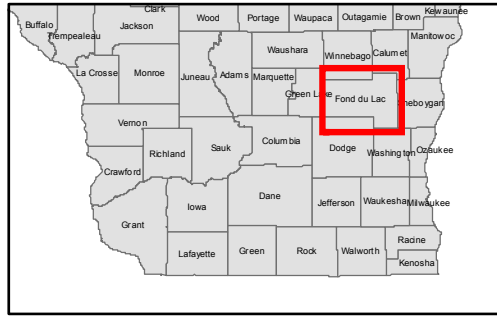 Clark
Wood
Portage
Waupaca
Outagamie
Brown
Kewaunee
Buffalo
Trempealeau
Jackson
Manitowoc
Waushara
Winnebago
Calumet
La Crosse
Monroe
Juneau
Adams
Marquette
Green Lake
Fond du Lac
Sheboygan
Vernon
Richland
Sauk
Columbia
Dodge
Washington
Ozaukee
Crawford
Iowa
Dane
Jefferson
Waukesha
Milwaukee
Grant
Lafayette
Green
Rock
Walworth
Racine
Kenosha